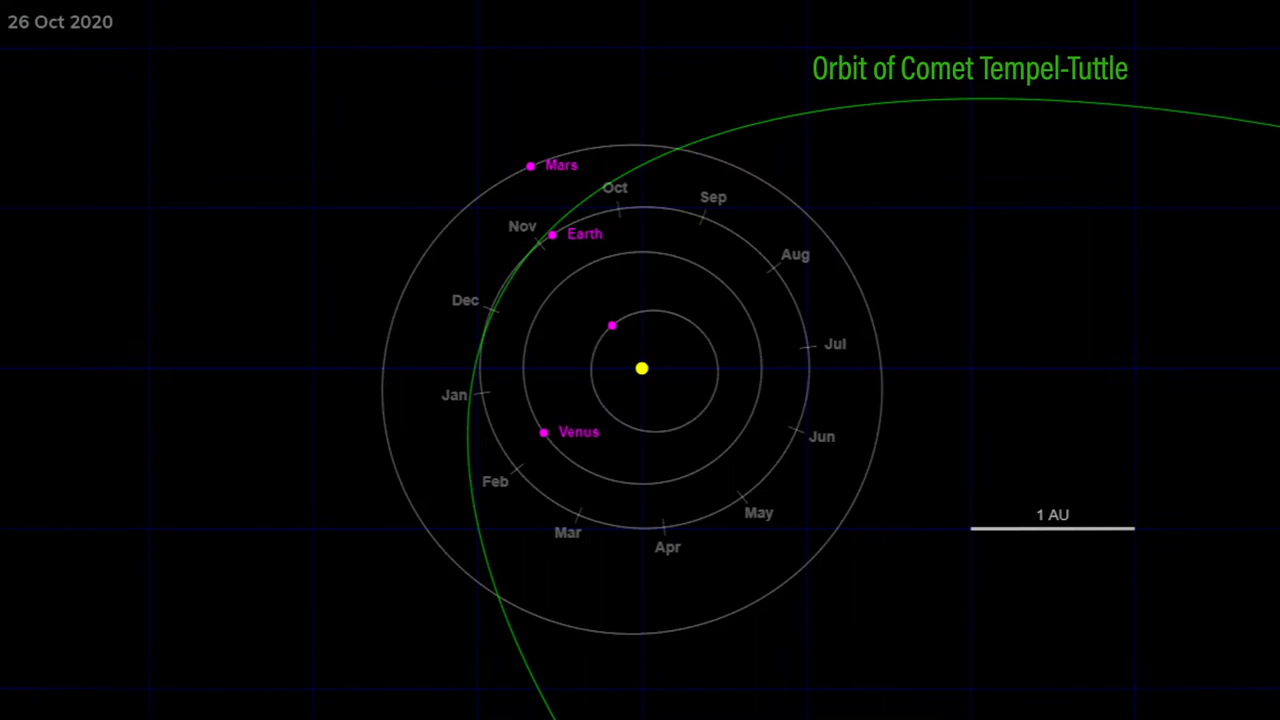 26 Oct 2020
Orbit of Comet Tempel-Tuttle
Mars
Oct
Sep
Nov
Earth
Aug
Dec
Jul
Jan
Venus
Jun
Feb
May
1 AU
Mar
Apr